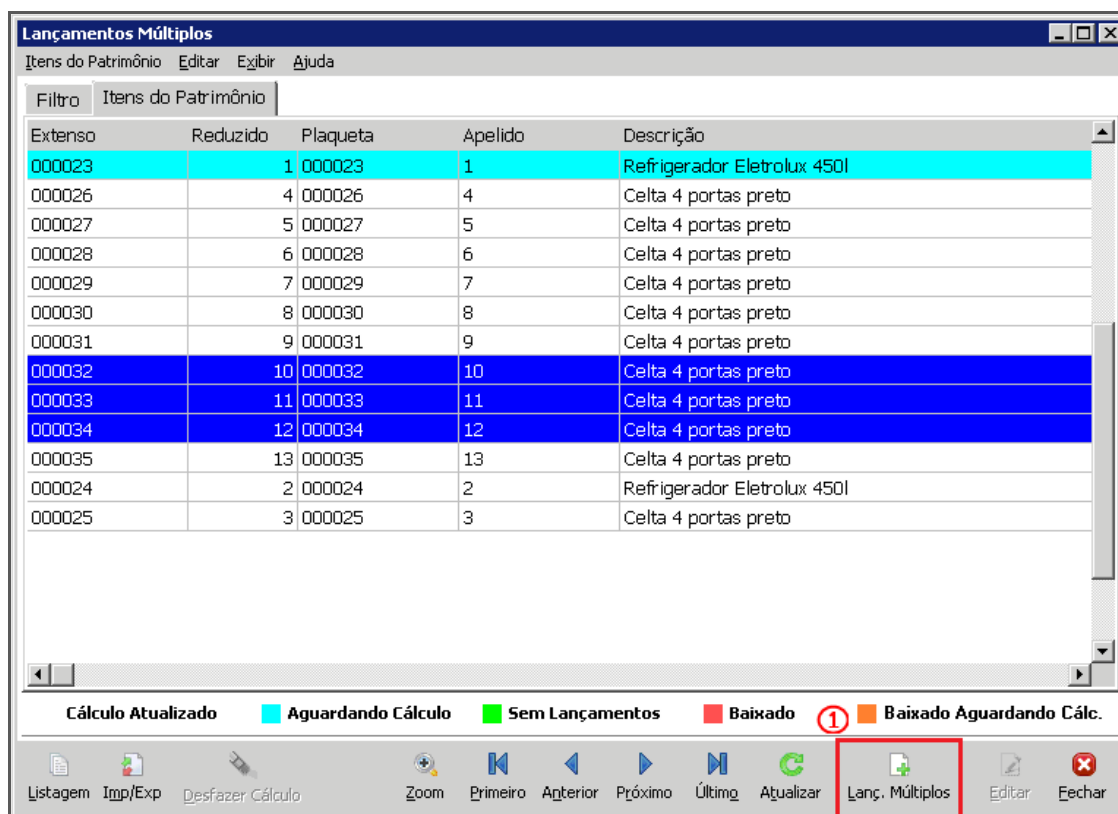 Lançamentos Múltiplos
Itens do Patrimônio Editar Exibir Ajuda
Filtro Itens do Patrimônio
Extenso Reduzido Plaqueta Apelido Descrição
000023 1 000023 1 Refrigerador Eletrolux 450l
000026 4 000026 4 Celta 4 portas preto
000027 5 000027 5 Celta 4 portas preto
000028 6 000028 6 Celta 4 portas preto
000029 7 000029 7 Celta 4 portas preto
000030 8 000030 8 Celta 4 portas preto
000031 9 000031 9 Celta 4 portas preto
000032 10 000032 10 Celta 4 portas preto
000033 11 000033 11 Celta 4 portas preto
000034 12 000034 12 Celta 4 portas preto
000035 13 000035 13 Celta 4 portas preto
000024 2 000024 2 Refrigerador Eletrolux 450l
000025 3 000025 3 Celta 4 portas preto
Cálculo Atualizado Aguardando Cálculo Sem Lançamentos Baixado 1 Baixado Aguardando Cálc.
Listagem Imp/Exp Desfazer Cálculo Zoom Primeiro Anterior Próximo Último Atualizar Lanç. Múltiplos Editar Fechar